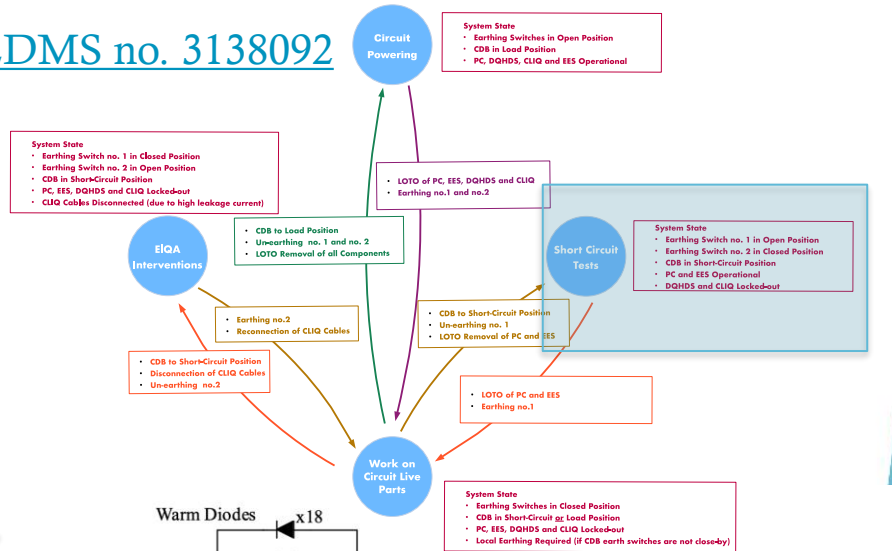 EDMS no. 3138092
Circuit
Powering
System State
• Earthing Switches in Open Position
• CDB in Load Position
• PC, DQHDS, CLIQ and EES Operational
System State
• Earthing Switch no. 1 in Closed Position
• Earthing Switch no. 2 in Open Position
• CDB in Short-Circuit Position
• PC, EES, DQHDS and CLIQ Locked-out
• CLIQ Cables Disconnected (due to high leakage current)
• LOTO of PC, EES, DQHDS and CLIQ
• Earthing no.1 and no.2
• CDB to Load Position
• Un-earthing no. 1 and no. 2
• LOTO Removal of all Components
ElQA
Interventions
Short Circuit
Tests
System State
• Earthing Switch no. 1 in Open Position
• Earthing Switch no. 2 in Closed Position
• CDB in Short-Circuit Position
• PC and EES Operational
• DQHDS and CLIQ Locked-out
• Earthing no.2
• Reconnection of CLIQ Cables
• CDB to Short-Circuit Position
• Un-earthing no. 1
• LOTO Removal of PC and EES
• CDB to Short-Circuit Position
• Disconnection of CLIQ Cables
• Un-earthing no.2
• LOTO of PC and EES
• Earthing no.1
Work on
Circuit Live
Parts
System State
• Earthing Switches in Closed Position
• CDB in Short-Circuit or Load Position
• PC, EES, DQHDS and CLIQ Locked-out
• Local Earthing Required (if CDB earth switches are not close-by)
Warm Diodes x18